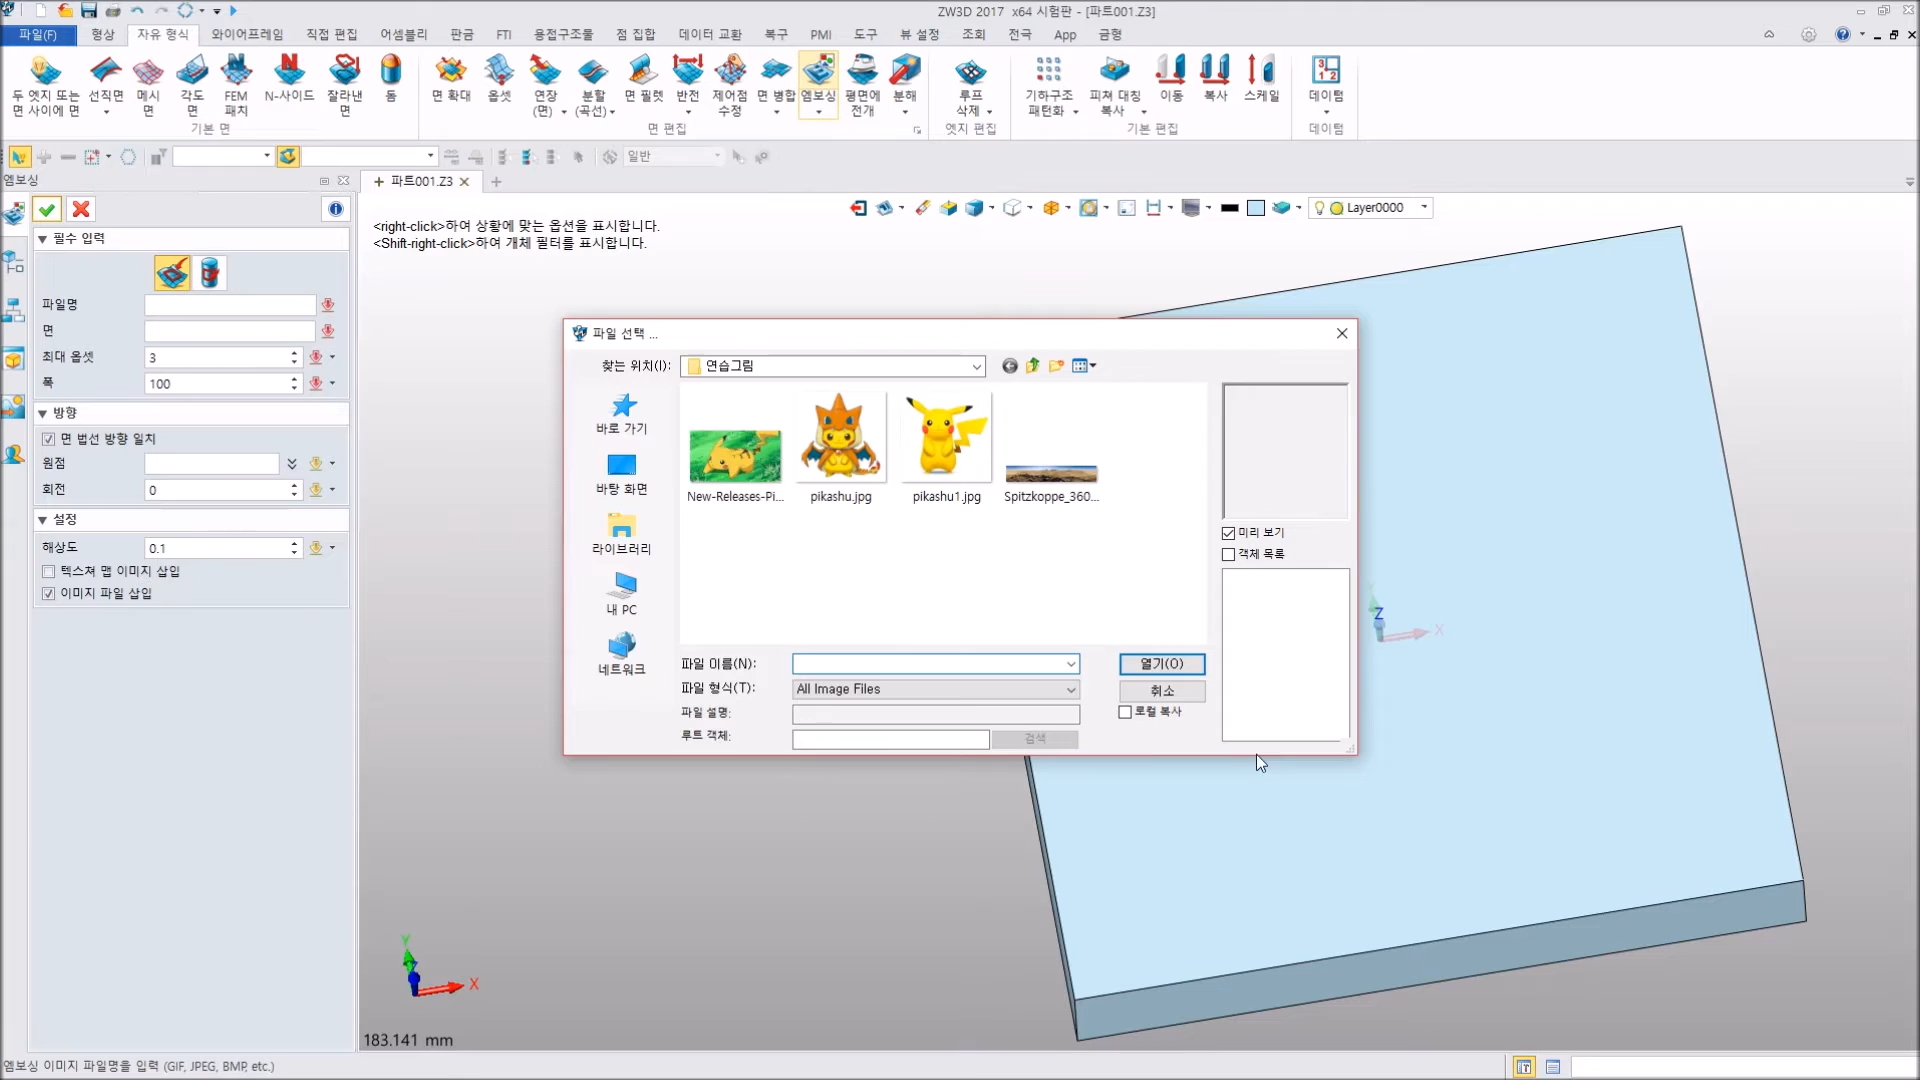 ZW3D 2017  x64 시험판 - [파트001.Z3]
파일(F) 형상 자유 형식 와이어프레임 직접 편집 어셈블리 판금 FTI 용접구조물 점 집합 데이터 교환 복구 PMI 도구 뷰 설정 조회 전극 App 금형
두 엣지 또는 면 사이에 면
선직면
메시 면
각도 면
FEM 패치
N-사이드
잘라낸 면
돔
면 확대
옵셋
연장 (면)
분할 (곡선)
면 필렛
반전
제어점 수정
면 병합
엠보싱
평면에 전개
분해
루프 삭제
기하구조 패턴화
피쳐 대칭 복사
이동
복사
스케일
데이텀
기본 면 면 편집 엣지 편집 기본 편집 데이텀
일반
엠보싱
파트001.Z3
<right-click>하여 상황에 맞는 옵션을 표시합니다.
<Shift-right-click>하여 개체 필터를 표시합니다.
Layer0000
필수 입력
파일명
면
최대 옵셋 3
폭 100
방향
면 법선 방향 일치
원점
회전 0
설정
해상도 0.1
텍스쳐 맵 이미지 삽입
이미지 파일 삽입
파일 선택 ...
찾는 위치(I): 연습그림
바로 가기
바탕 화면
라이브러리
내 PC
네트워크
New-Releases-Pi... pikashu.jpg pikashu1.jpg Spitzkoppe_360...
미리 보기
객체 목록
파일 이름(N): 열기(O)
파일 형식(T): All Image Files 취소
파일 설명: 로컬 복사
루트 객체: 검색
Z
X
Y
X
183.141 mm
엠보싱 이미지 파일명을 입력 (GIF, JPEG, BMP, etc.)